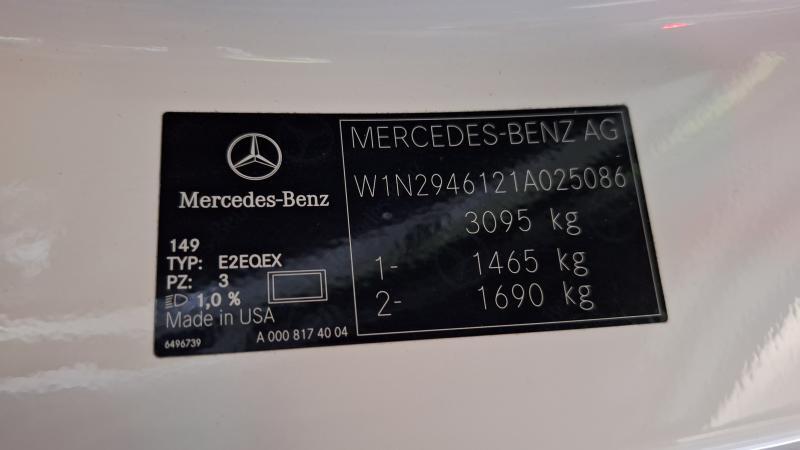 Mercedes-Benz
149
TYP: E2EQEX
PZ: 3
1,0 %
Made in USA
6496739 A 000 817 40 04
MERCEDES-BENZ AG
W1N2946121A025086
3095 kg
1- 1465 kg
2- 1690 kg